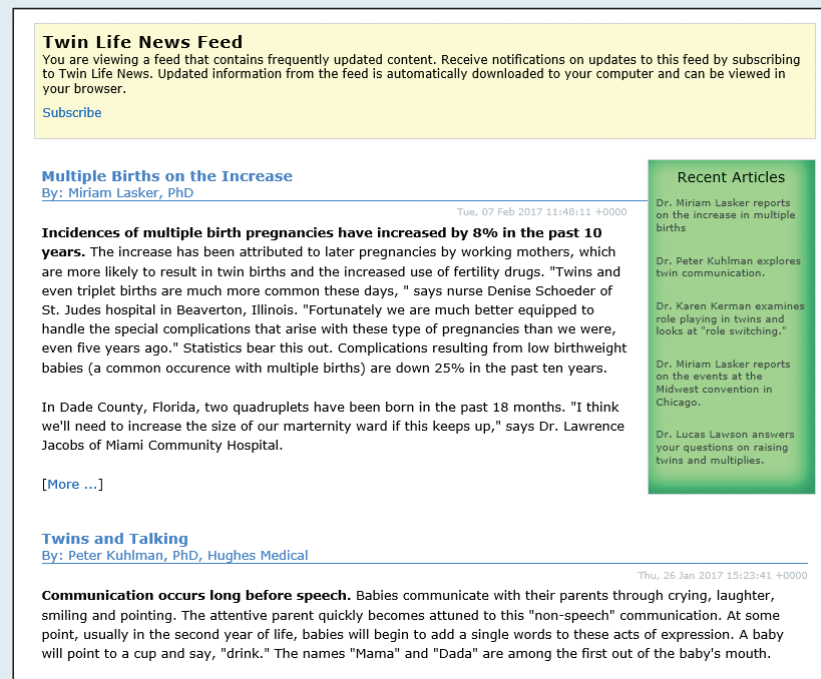 Twin Life News Feed
You are viewing a feed that contains frequently updated content. Receive notifications on updates to this feed by subscribing
to Twin Life News. Updated information from the feed is automatically downloaded to your computer and can be viewed in
your browser.
Subscribe
Multiple Births on the Increase
By: Miriam Lasker, PhD
Tue, 07 Feb 2017 11:48:11 +0000
Incidences of multiple birth pregnancies have increased by 8% in the past 10
years. The increase has been attributed to later pregnancies by working mothers, which
are more likely to result in twin births and the increased use of fertility drugs. "Twins and
even triplet births are much more common these days, " says nurse Denise Schoeder of
St. Judes hospital in Beaverton, Illinois. "Fortunately we are much better equipped to
handle the special complications that arise with these type of pregnancies than we were,
even five years ago." Statistics bear this out. Complications resulting from low birthweight
babies (a common occurence with multiple births) are down 25% in the past ten years.
In Dade County, Florida, two quadruplets have been born in the past 18 months. "I think
we'll need to increase the size of our marternity ward if this keeps up," says Dr. Lawrence
Jacobs of Miami Community Hospital.
[More ...]
Recent Articles
Dr. Miriam Lasker reports
on the increase in multiple
births
Dr. Peter Kuhlman explores
twin communication.
Dr. Karen Kerman examines
role playing in twins and
looks at "role switching."
Dr. Miriam Lasker reports
on the events at the
Midwest convention in
Chicago.
Dr. Lucas Lawson answers
your questions on raising
twins and multiplies.
Twins and Talking
By: Peter Kuhlman, PhD, Hughes Medical
Thu, 26 Jan 2017 15:23:41 +0000
Communication occurs long before speech. Babies communicate with their parents through crying, laughter,
smiling and pointing. The attentive parent quickly becomes attuned to this "non-speech" communication. At some
point, usually in the second year of life, babies will begin to add a single words to these acts of expression. A baby
will point to a cup and say, "drink." The names "Mama" and "Dada" are among the first out of the baby's mouth.